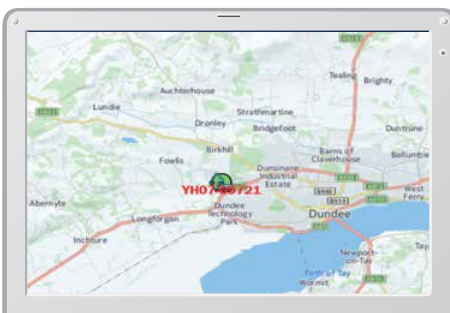 Tealing
Brighty
Auchterhouse
Lundie
Strathmartine
Dronley
Bridgefoot
Duntrune
Birkhill
Barns of
Claverhouse
Ballumbie
Fowlis
Dunsinane
Industrial
Estate
West
Ferry
Abernyte
Dundee
Technology
Park
Longforgan
Dundee
Inchture
Newport-
on-Tay
Tay
Firth of Tay
Wormit